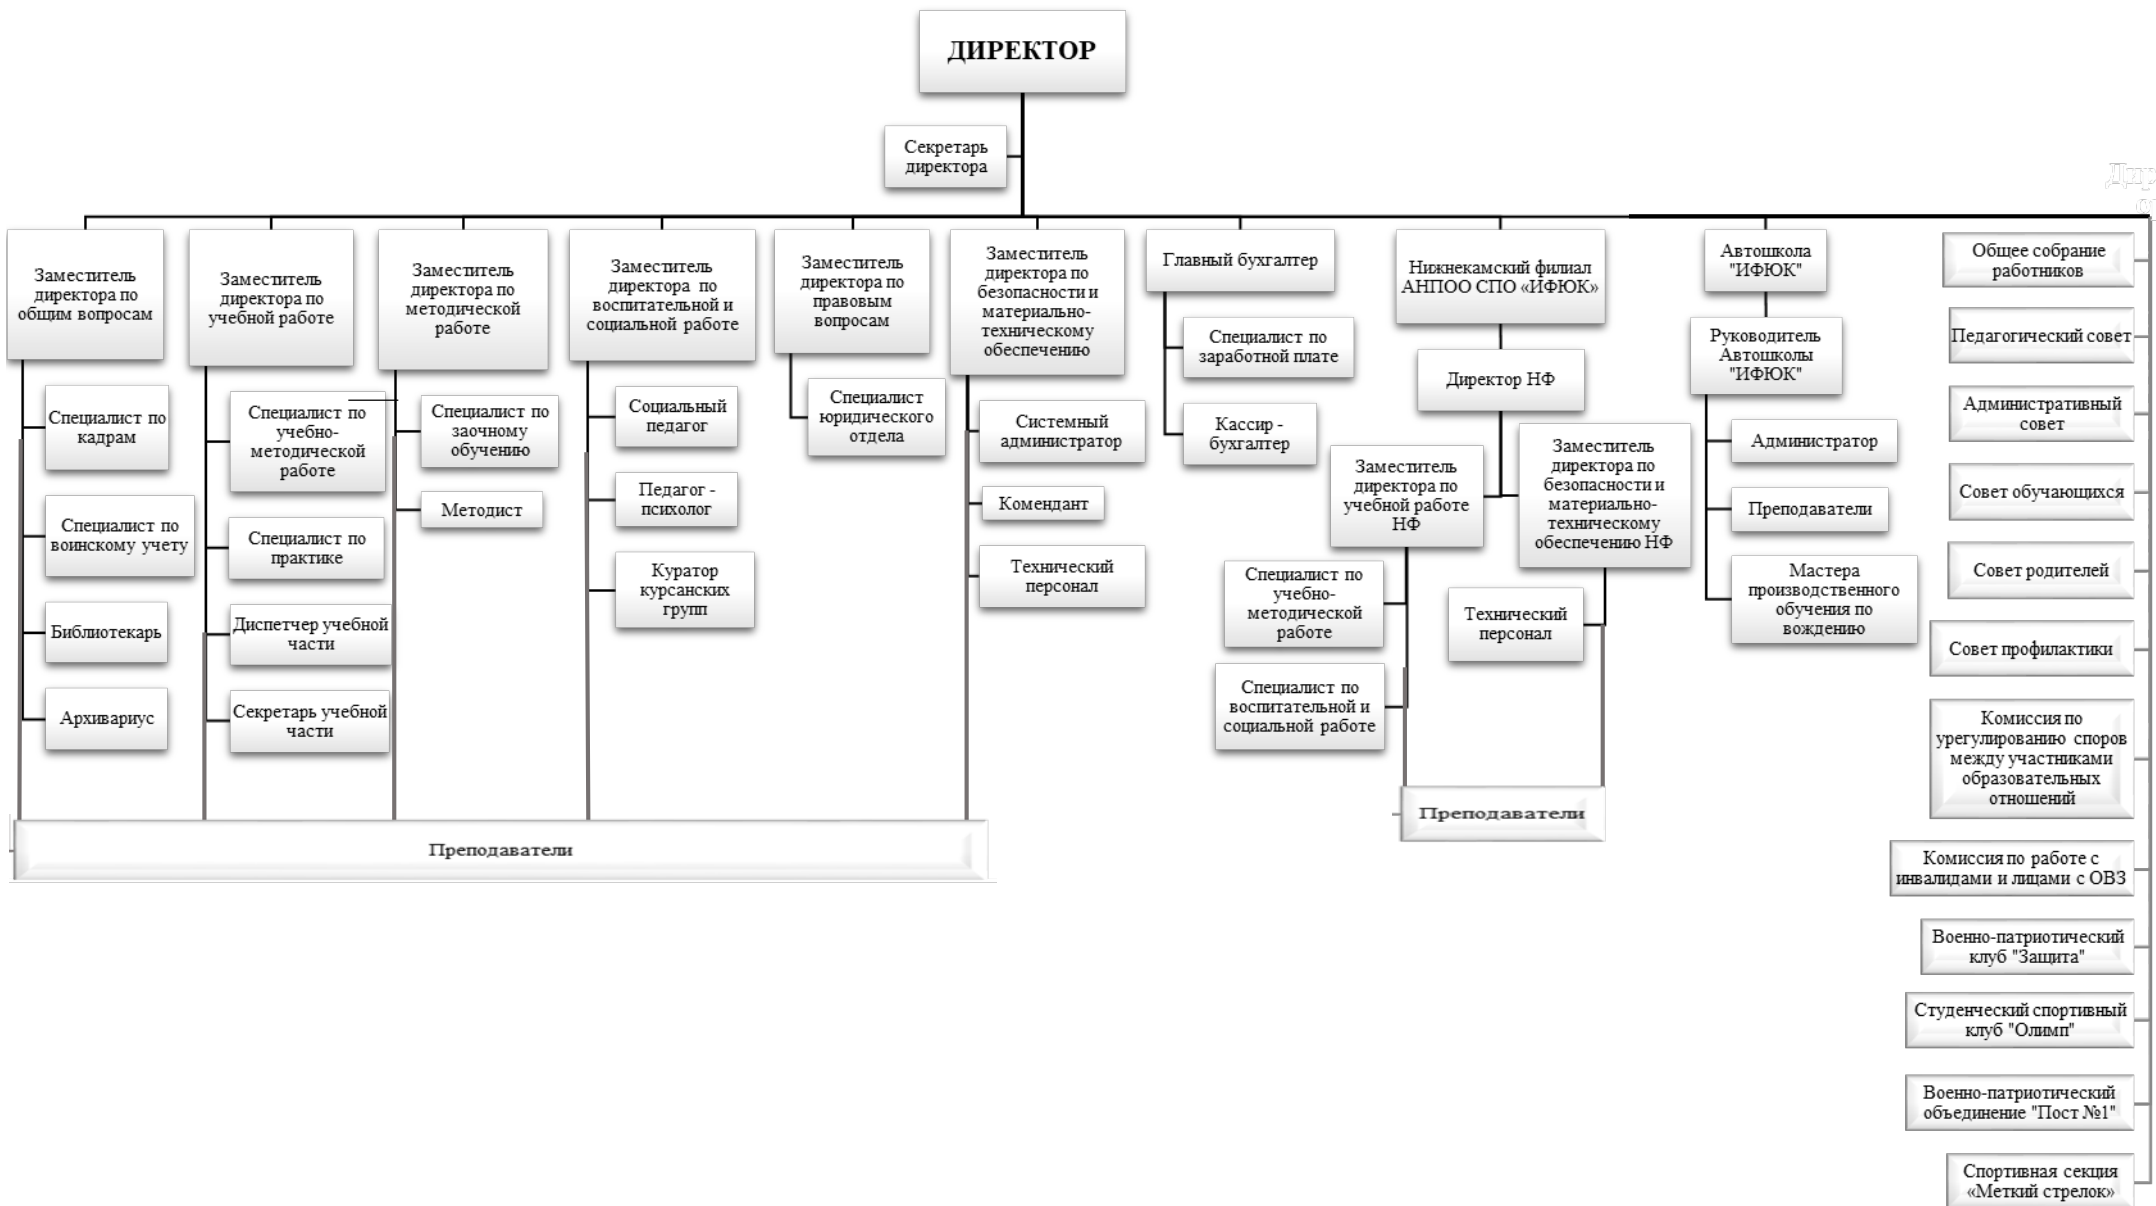 ДИРЕКТОР
Секретарь
директора
Заместитель
директора по
общим вопросам
Специалист по
кадрам
Специалист по
воинскому учету
Библиотекарь
Архивариус
Заместитель
директора по
учебной работе
Специалист по
учебно-
методической
работе
Специалист по
практике
Диспетчер учебной
части
Секретарь учебной
части
Заместитель
директора по
методической
работе
Специалист по
заочному
обучению
Методист
Заместитель
директора по
воспитательной и
социальной работе
Социальный
педагог
Педагог -
психолог
Куратор
курсанских
групп
Заместитель
директора по
правовым
вопросам
Специалист
юридического
отдела
Заместитель
директора по
безопасности и
материально-
техническому
обеспечению
Системный
администратор
Комендант
Технический
персонал
Преподаватели
Главный бухгалтер
Специалист по
заработной плате
Кассир -
бухгалтер
Нижнекамский филиал
АНПОО СПО «ИФЮК»
Директор НФ
Заместитель
директора по
учебной работе
НФ
Специалист по
учебно-
методической
работе
Специалист по
воспитательной и
социальной работе
Заместитель
директора по
безопасности и
материально-
техническому
обеспечению НФ
Технический
персонал
Преподаватели
Автошкола
"ИФЮК"
Руководитель
Автошколы
"ИФЮК"
Администратор
Преподаватели
Мастера
производственного
обучения по
вождению
Общее собрание
работников
Педагогический совет
Административный
совет
Совет обучающихся
Совет родителей
Совет профилактики
Комиссия по
урегулированию споров
между участниками
образовательных
отношений
Комиссия по работе с
инвалидами и лицами с ОВЗ
Военно-патриотический
клуб "Защита"
Студенческий спортивный
клуб "Олимп"
Военно-патриотический
объединение "Пост №1"
Спортивная секция
«Меткий стрелок»